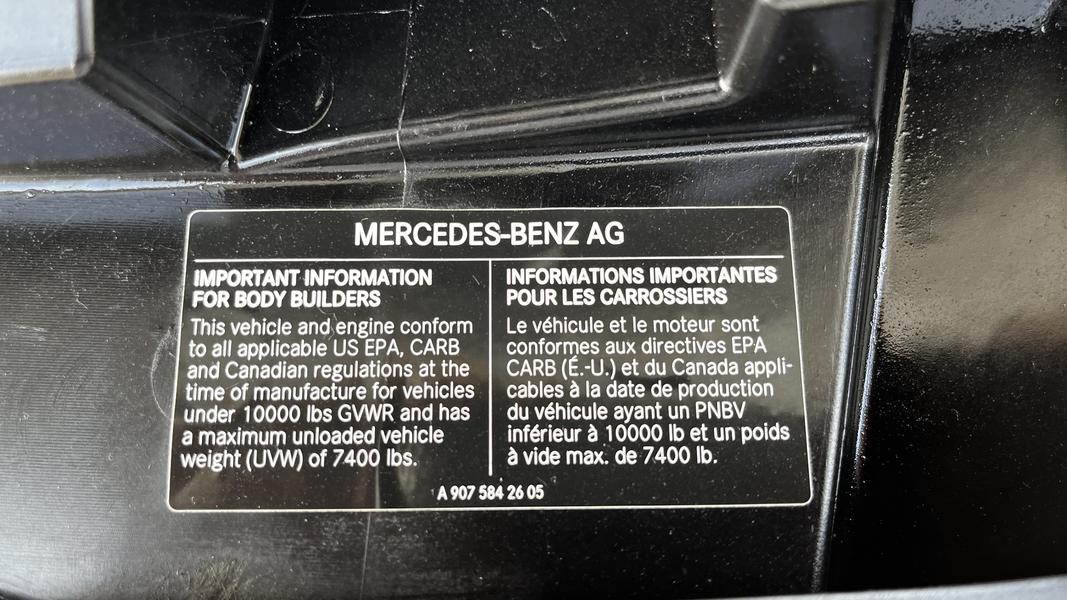 MERCEDES-BENZ AG
IMPORTANT INFORMATION
FOR BODY BUILDERS
This vehicle and engine conform
to all applicable US EPA, CARB
and Canadian regulations at the
time of manufacture for vehicles
under 10000 lbs GVWR and has
a maximum unloaded vehicle
weight (UVW) of 7400 lbs.
INFORMATIONS IMPORTANTES
POUR LES CARROSSIERS
Le véhicule et le moteur sont
conformes aux directives EPA
CARB (É.-U.) et du Canada appli-
cables à la date de production
du véhicule ayant un PNBV
inférieur à 10000 lb et un poids
à vide max. de 7400 lb.
A 907 584 26 05